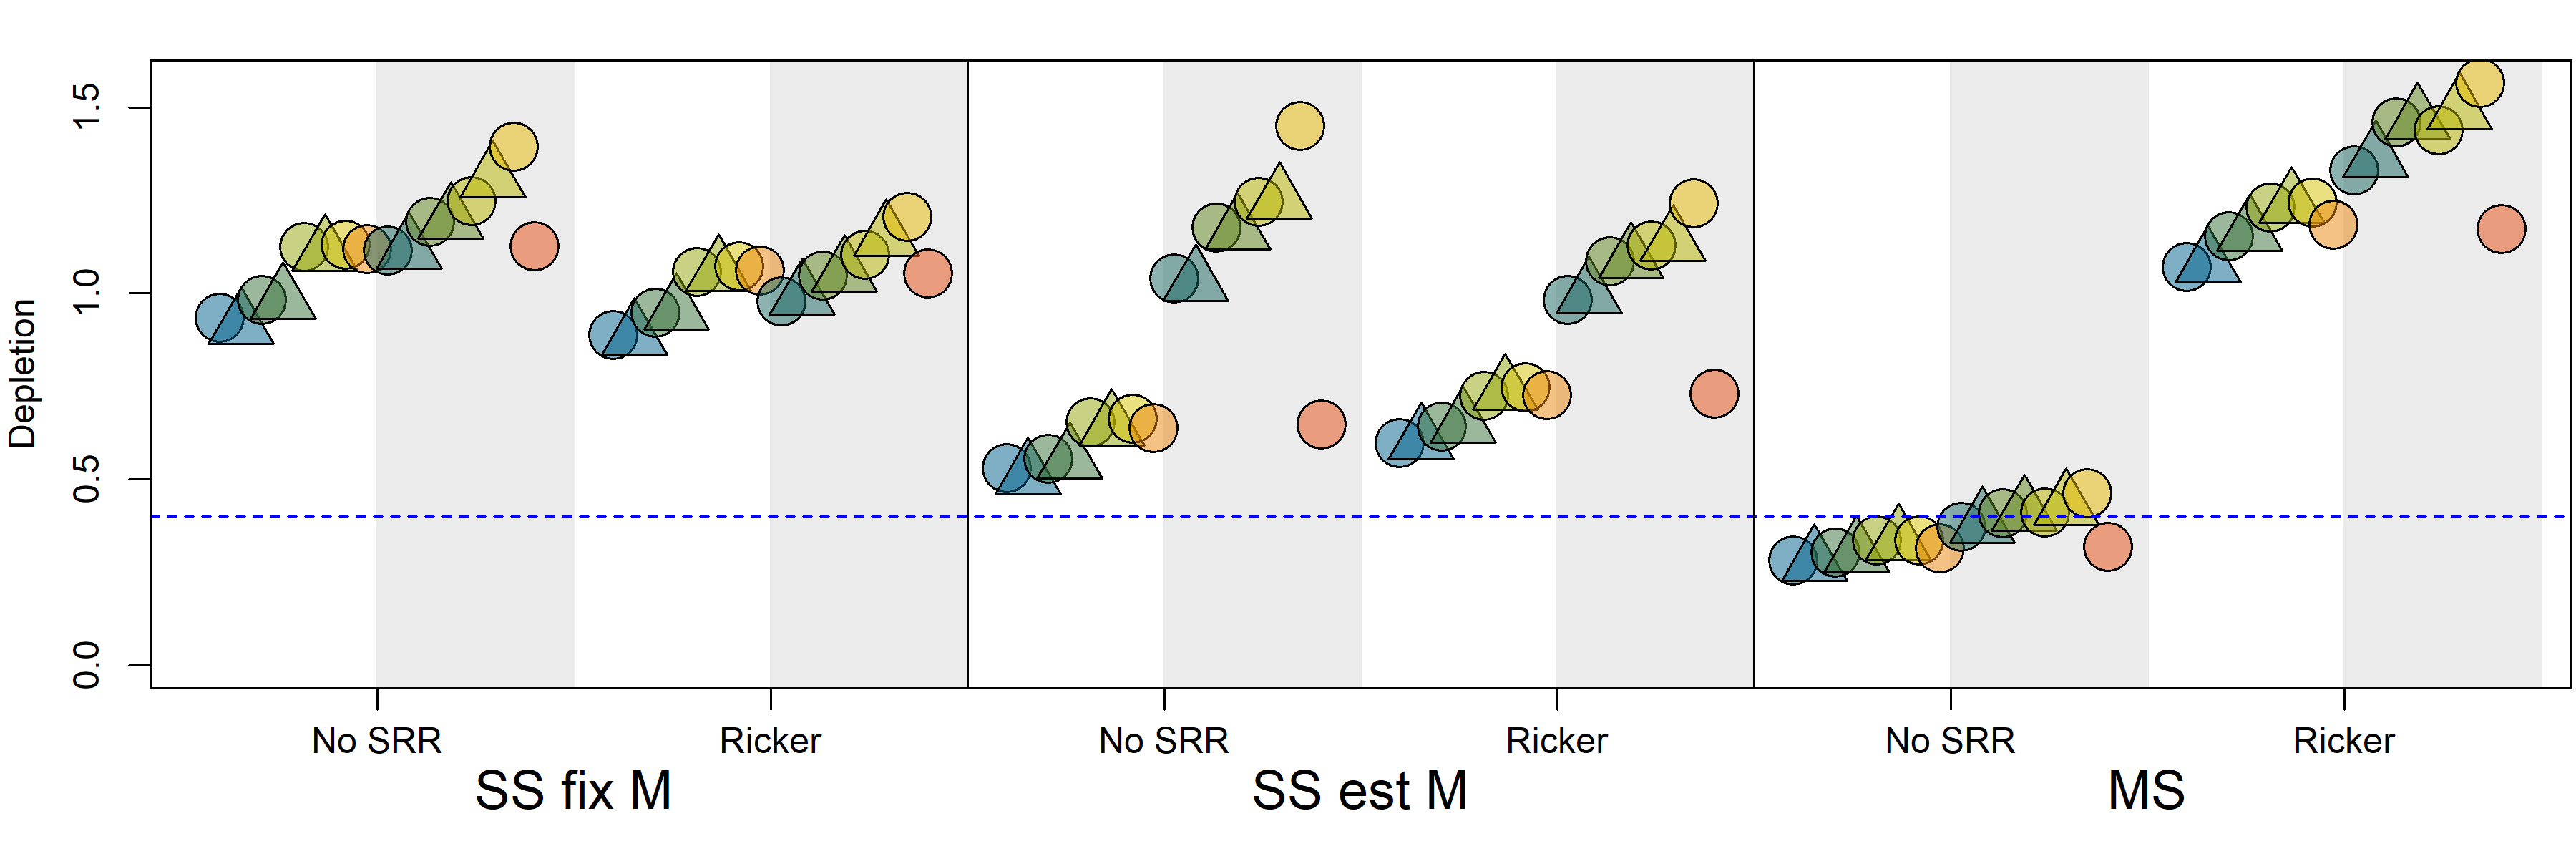 Depletion
1.5
1.0
0.5
0.0
No SRR Ricker No SRR Ricker No SRR Ricker
SS fix M SS est M MS